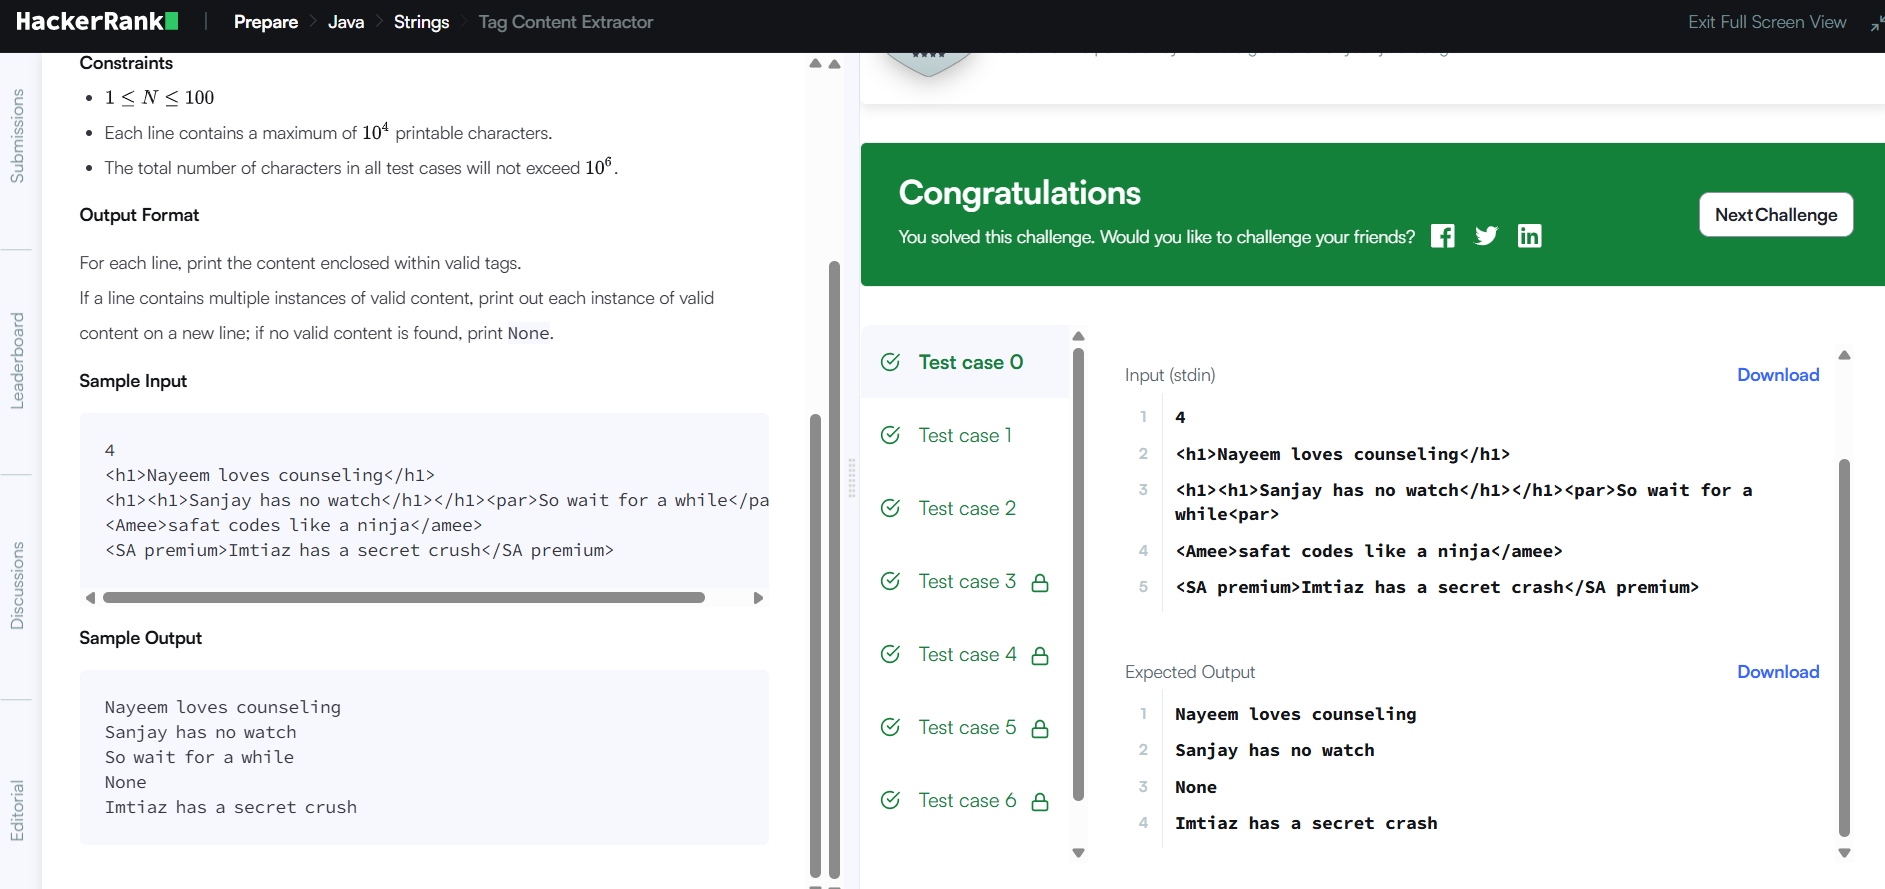 HackerRank
Prepare > Java > Strings > Tag Content Extractor
Exit Full Screen View
Submissions
Leaderboard
Discussions
Editorial
Constraints
1 ≤ N ≤ 100
Each line contains a maximum of 10^4 printable characters.
The total number of characters in all test cases will not exceed 10^6.
Output Format
For each line, print the content enclosed within valid tags.
If a line contains multiple instances of valid content, print out each instance of valid
content on a new line; if no valid content is found, print None.
Sample Input
4
<h1>Nayeem loves counseling</h1>
<h1><h1>Sanjay has no watch</h1></h1><par>So wait for a while</pa
<Amee>safat codes like a ninja</amee>
<SA premium>Imtiaz has a secret crush</SA premium>
Sample Output
Nayeem loves counseling
Sanjay has no watch
So wait for a while
None
Imtiaz has a secret crush
Congratulations
You solved this challenge. Would you like to challenge your friends?
Next Challenge
Test case 0
Test case 1
Test case 2
Test case 3
Test case 4
Test case 5
Test case 6
Input (stdin)
Download
1 4
2 <h1>Nayeem loves counseling</h1>
3 <h1><h1>Sanjay has no watch</h1></h1><par>So wait for a
while<par>
4 <Amee>safat codes like a ninja</amee>
5 <SA premium>Imtiaz has a secret crash</SA premium>
Expected Output
Download
1 Nayeem loves counseling
2 Sanjay has no watch
3 None
4 Imtiaz has a secret crash